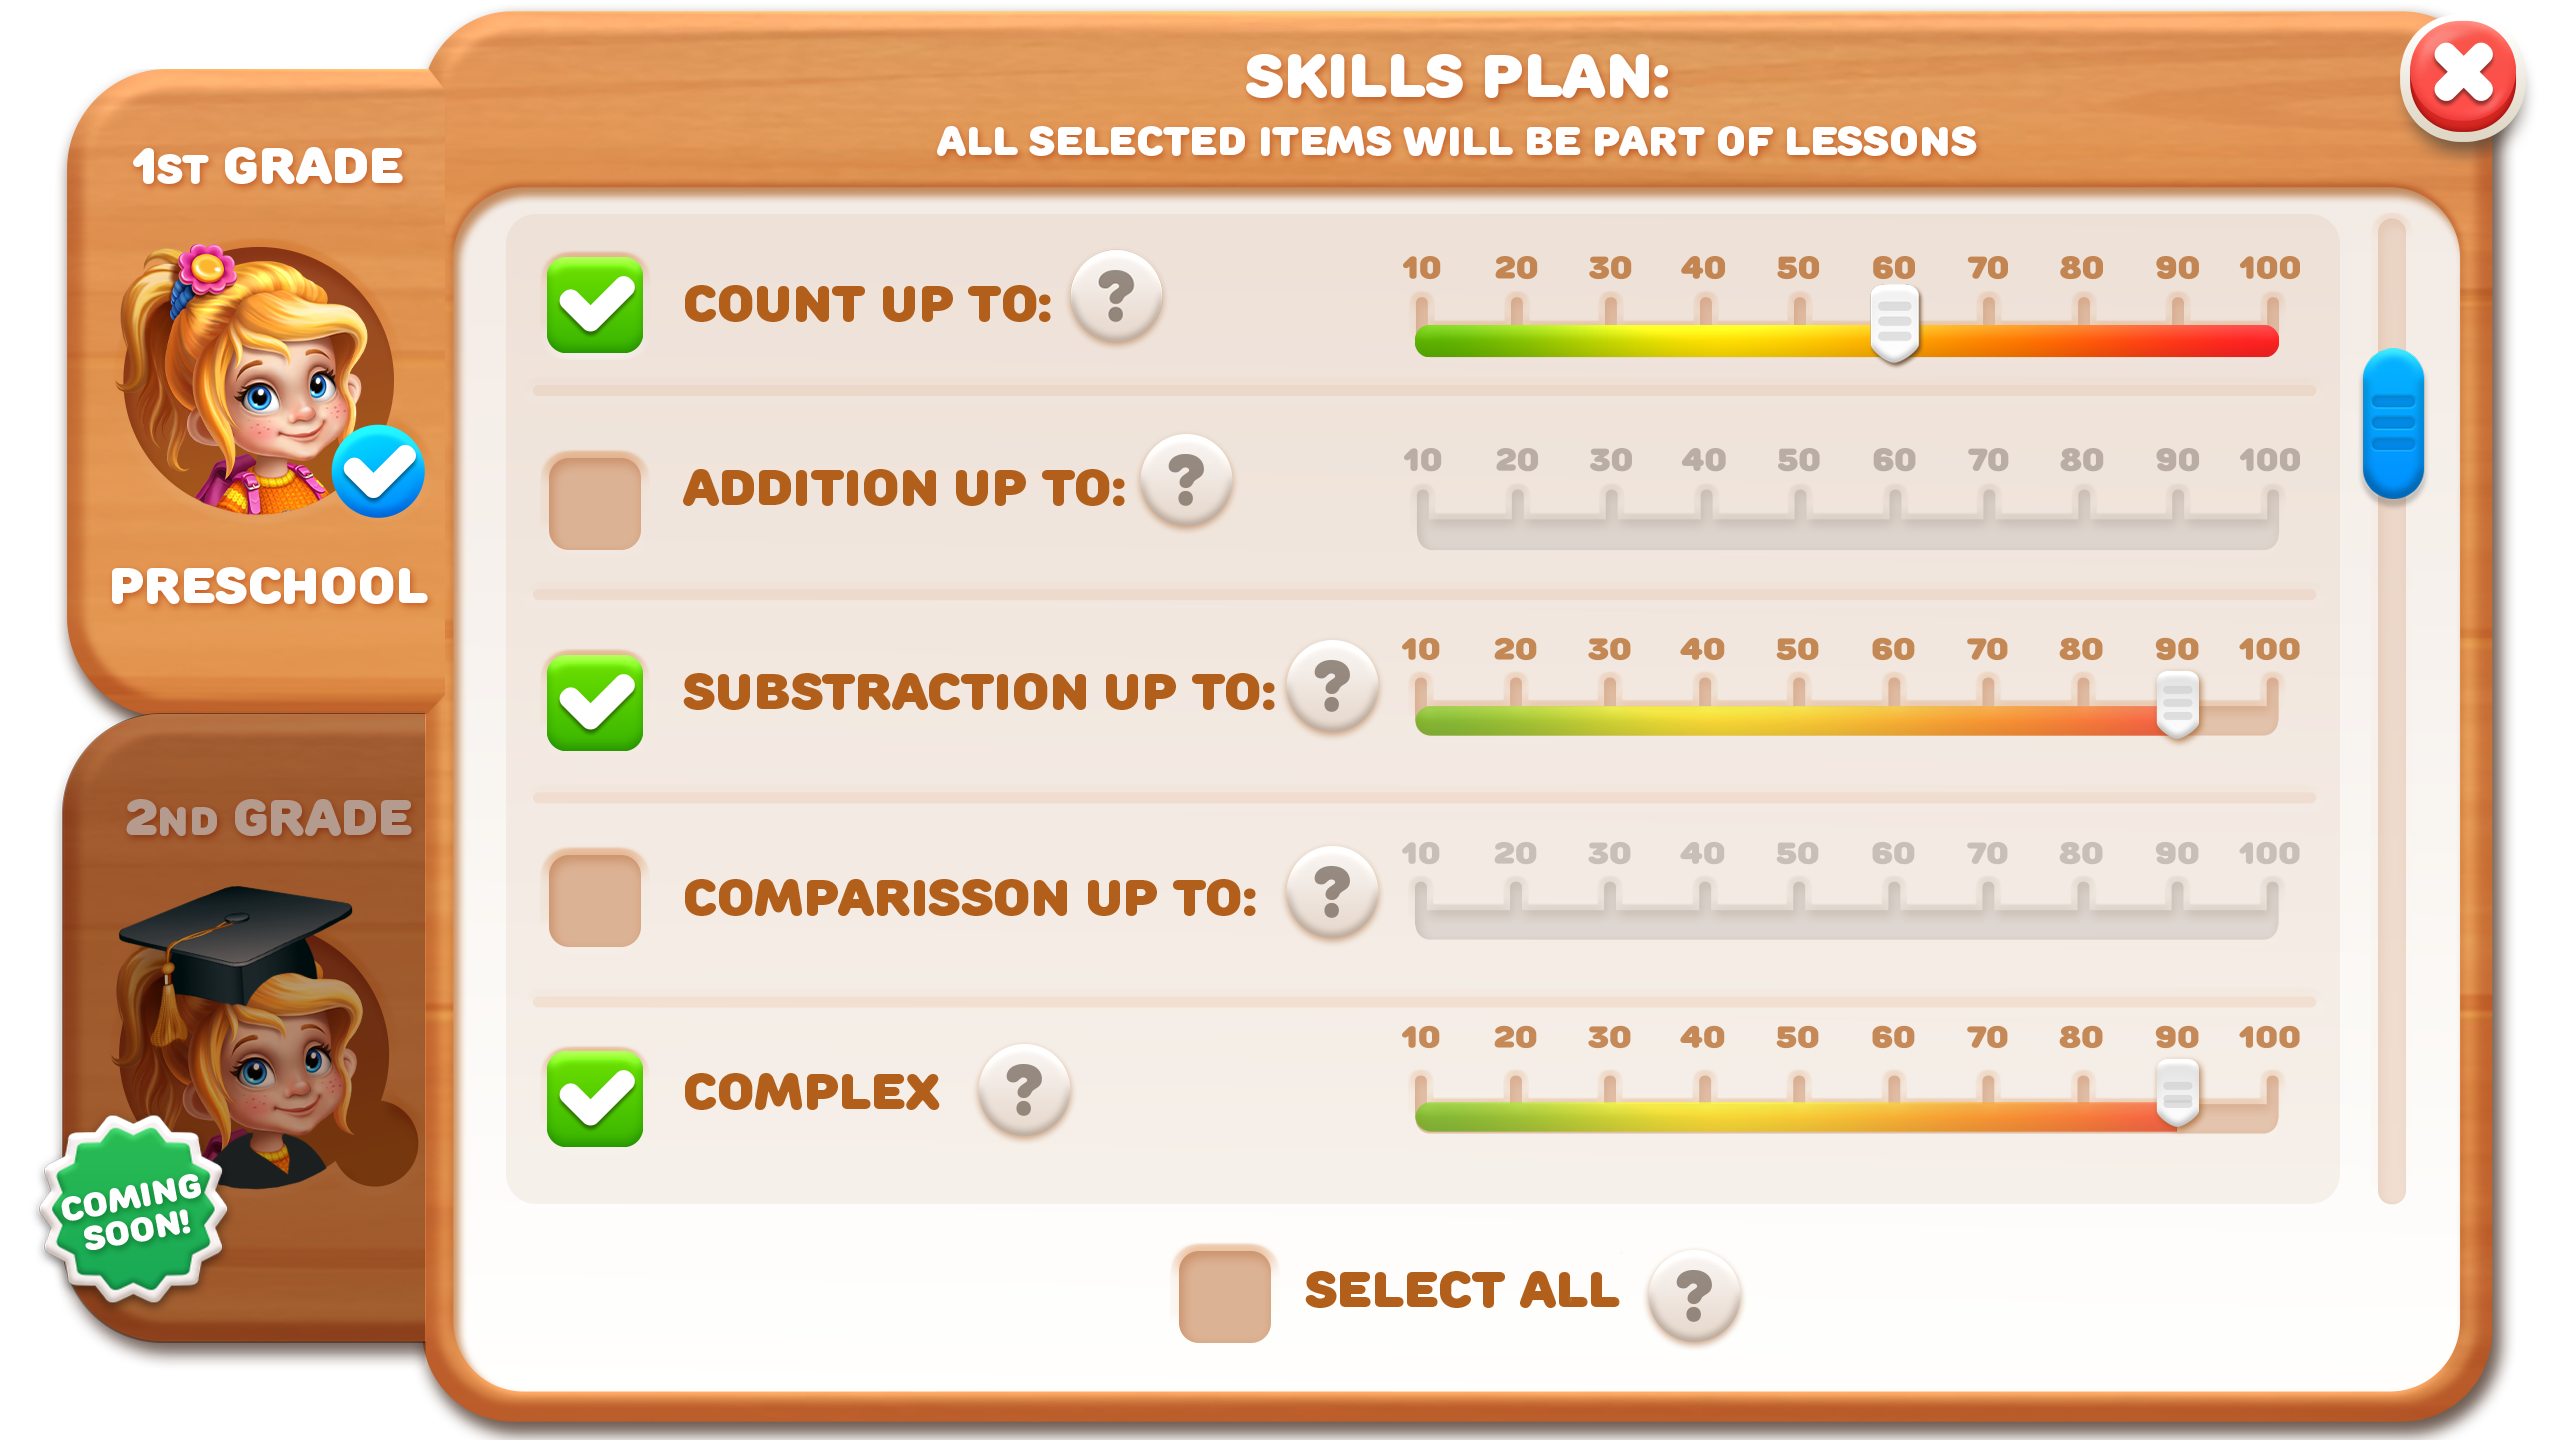 SKILLS PLAN:
ALL SELECTED ITEMS WILL BE PART OF LESSONS
1ST GRADE
PRESCHOOL
2ND GRADE
COMING
SOON!
COUNT UP TO: ?
10 20 30 40 50 60 70 80 90 100
ADDITION UP TO: ?
10 20 30 40 50 60 70 80 90 100
SUBSTRACTION UP TO: ?
10 20 30 40 50 60 70 80 90 100
COMPARISSON UP TO: ?
10 20 30 40 50 60 70 80 90 100
COMPLEX ?
10 20 30 40 50 60 70 80 90 100
SELECT ALL ?